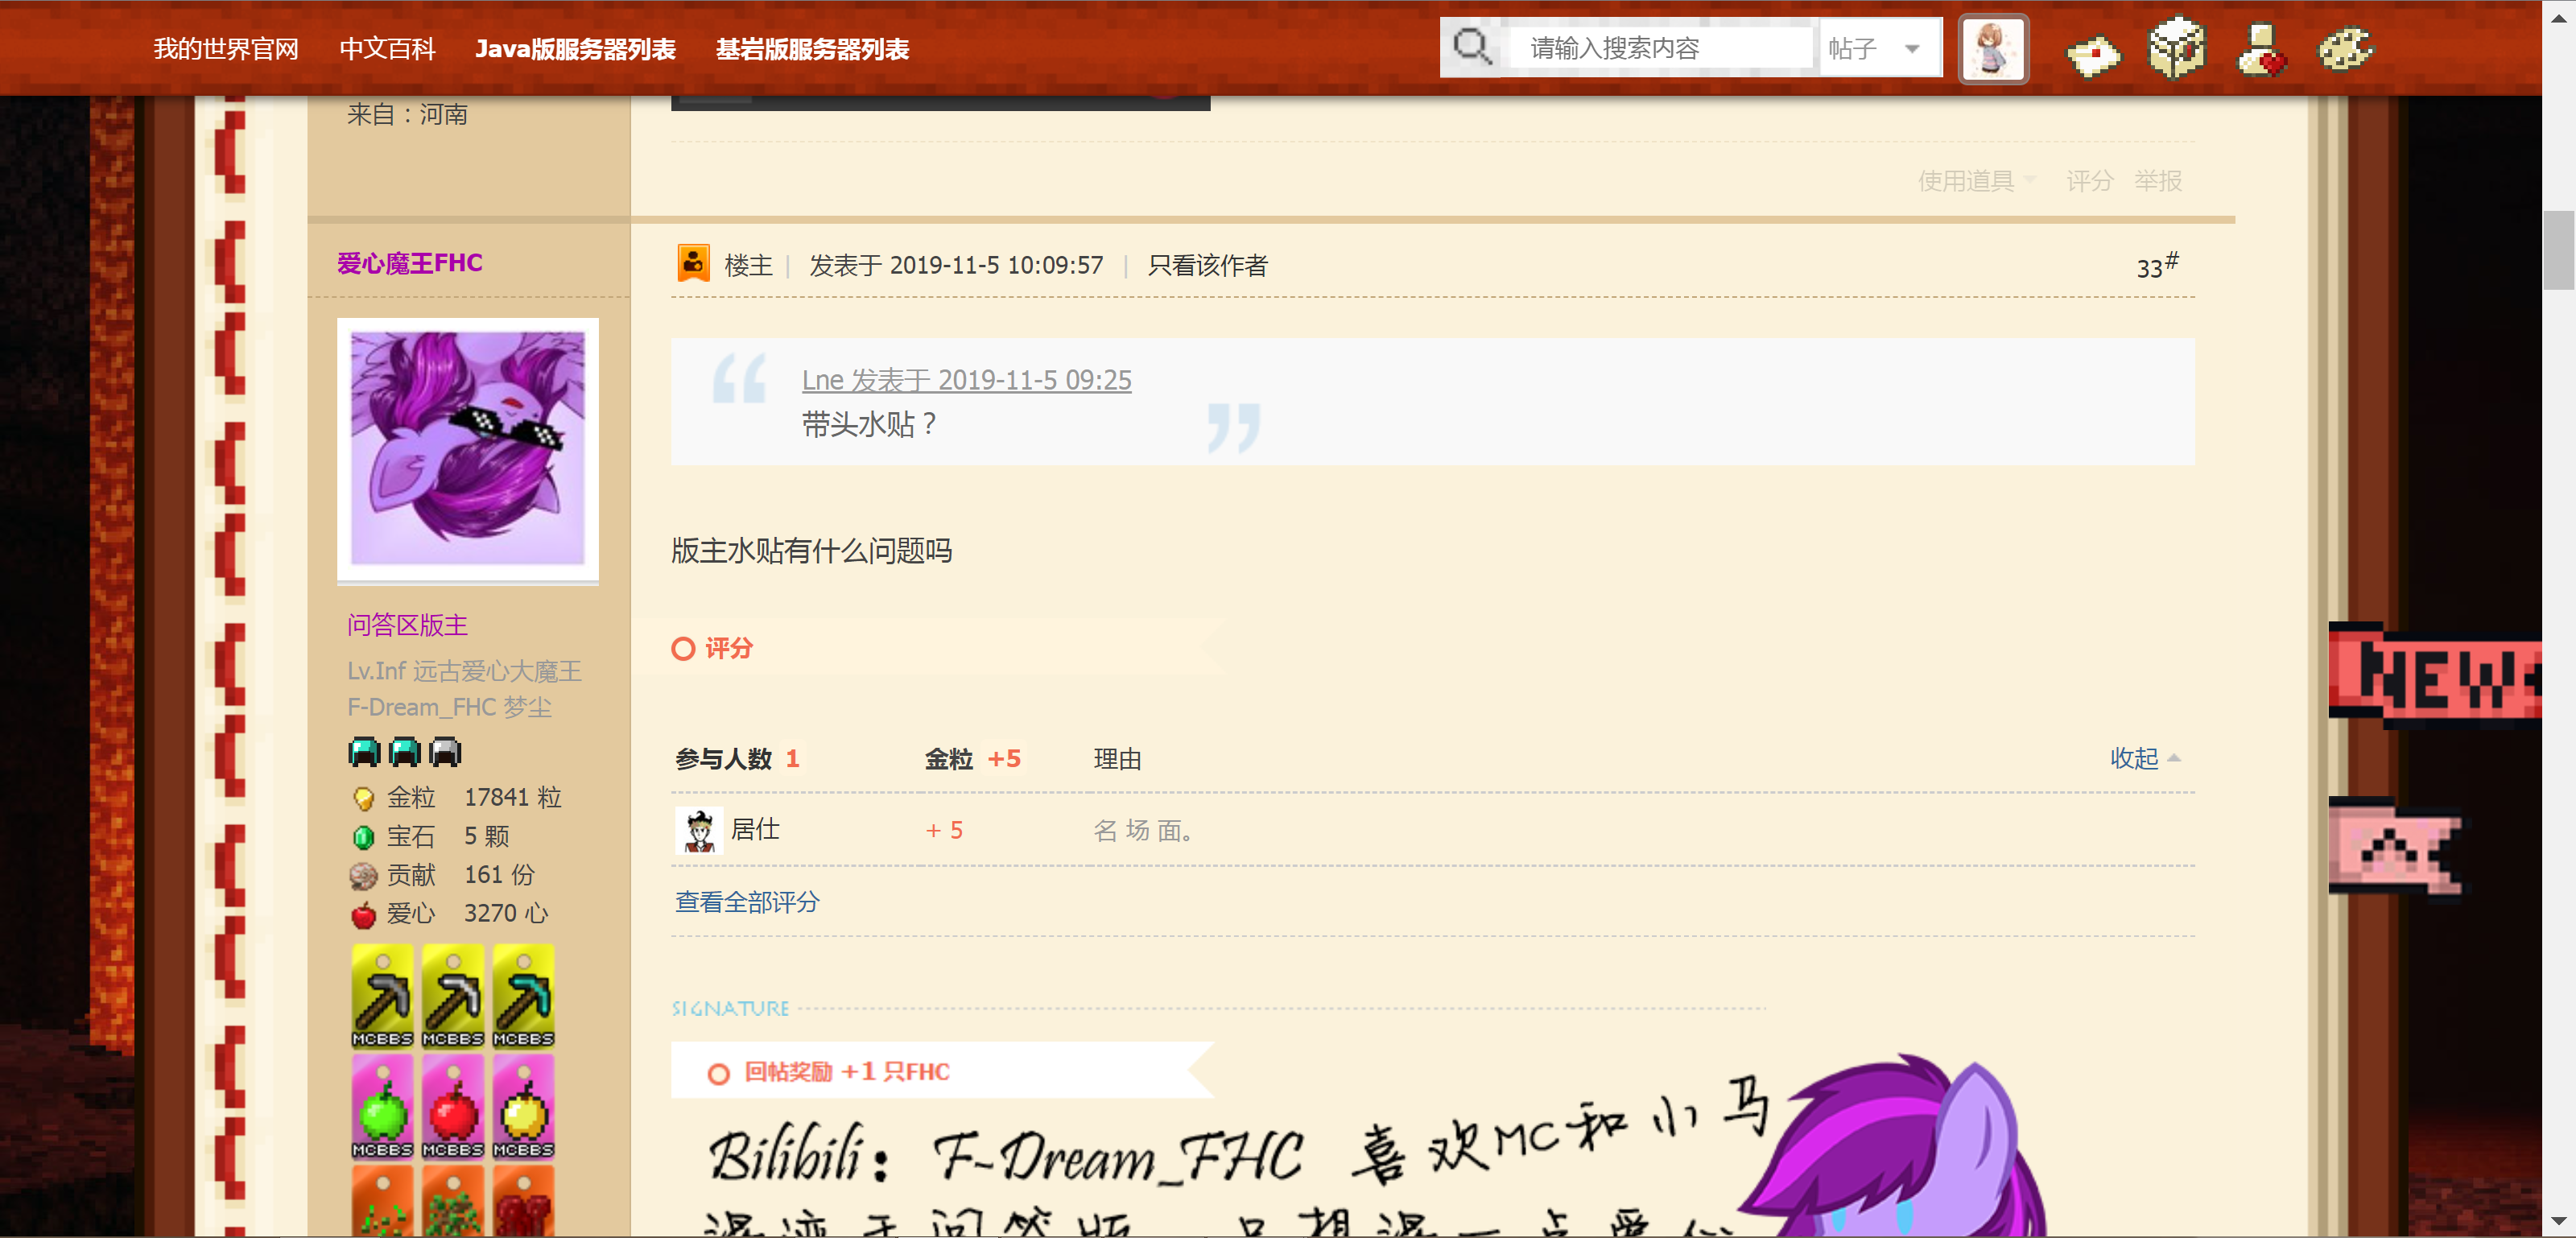 我的世界官网 中文百科 Java版服务器列表 基岩版服务器列表 请输入搜索内容 帖子
来自：河南
使用道具 评分 举报
爱心魔王FHC
楼主 | 发表于 2019-11-5 10:09:57 | 只看该作者 33#
Lne 发表于 2019-11-5 09:25
带头水贴？
版主水贴有什么问题吗
问答区版主
Lv.Inf 远古爱心大魔王
F-Dream_FHC 梦尘
金粒 17841 粒
宝石 5 颗
贡献 161 份
爱心 3270 心
MCBBS MCBBS MCBBS
MCBBS MCBBS MCBBS
评分
参与人数 1 金粒 +5 理由 收起
居仕 + 5 名 场 面。
查看全部评分
SIGNATURE
回帖奖励 +1 只FHC
Bilibili：F-Dream_FHC 喜欢MC和小马
NEW